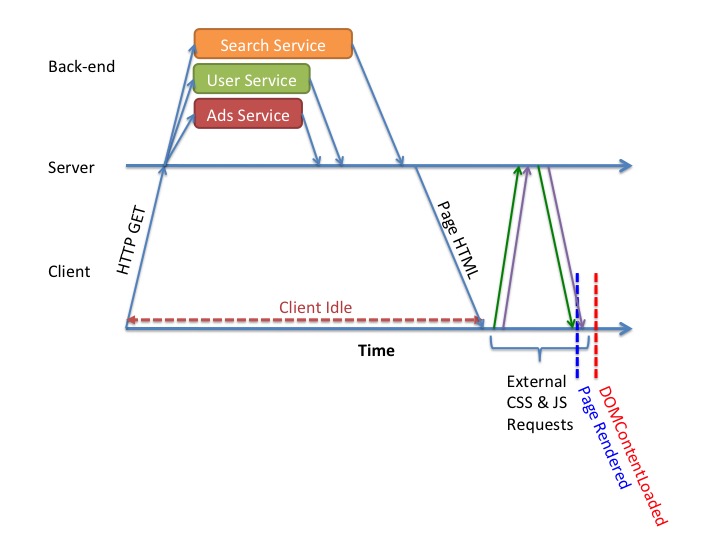 Search Service
Back-end
User Service
Ads Service
Server
HTTP GET
Page HTML
Client
Client Idle
Time
External
CSS & JS
Requests
Page Rendered
DOMContentLoaded